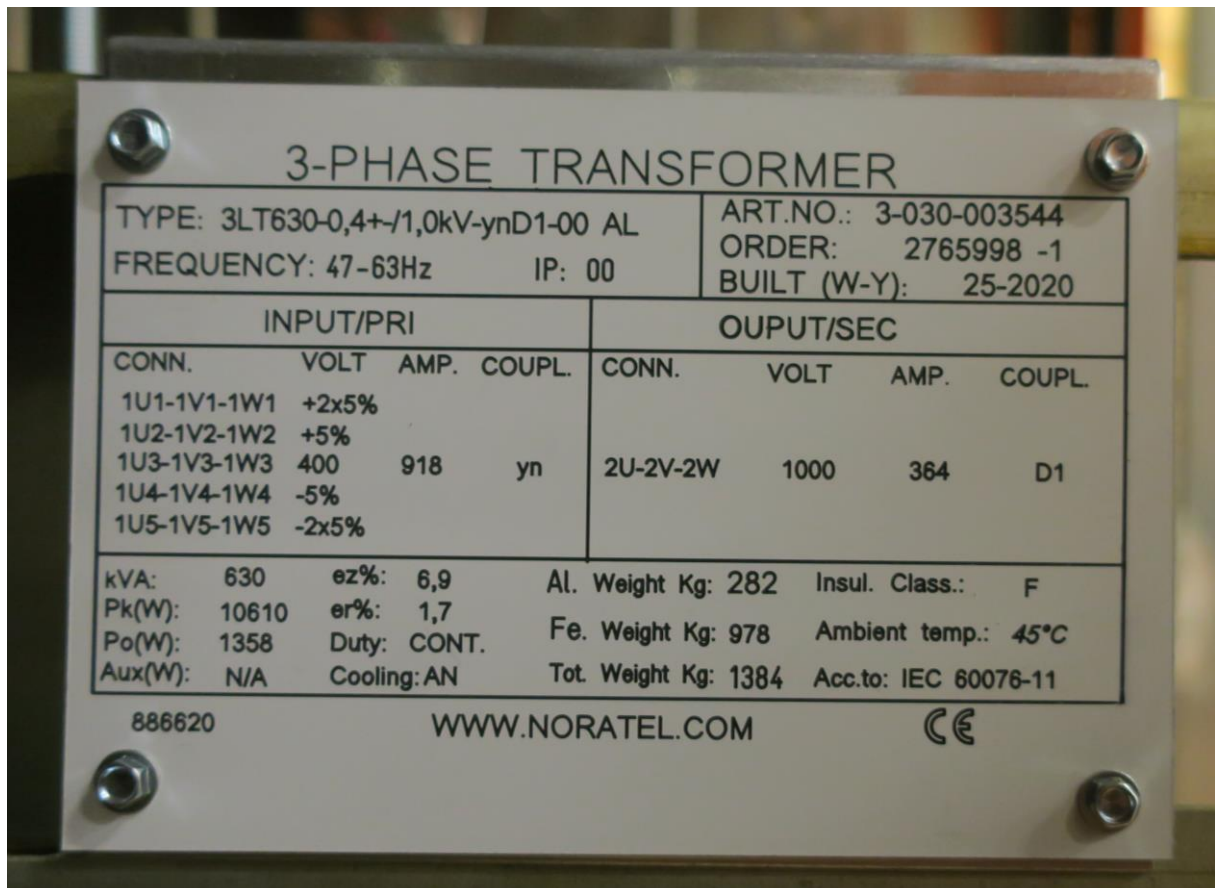 3-PHASE TRANSFORMER
TYPE: 3LT630-0,4+-/1,0kV-ynD1-00 AL
FREQUENCY: 47-63Hz IP: 00
ART.NO.: 3-030-003544
ORDER: 2765998 -1
BUILT (W-Y): 25-2020
INPUT/PRI
CONN. VOLT AMP. COUPL.
1U1-1V1-1W1 +2x5%
1U2-1V2-1W2 +5%
1U3-1V3-1W3 400 918 yn
1U4-1V4-1W4 -5%
1U5-1V5-1W5 -2x5%
OUPUT/SEC
CONN. VOLT AMP. COUPL.
2U-2V-2W 1000 364 D1
kVA: 630 ez%: 6,9 Al. Weight Kg: 282 Insul. Class.: F
Pk(W): 10610 er%: 1,7 Fe. Weight Kg: 978 Ambient temp.: 45°C
Po(W): 1358 Duty: CONT.
Aux(W): N/A Cooling: AN Tot. Weight Kg: 1384 Acc.to: IEC 60076-11
886620 WWW.NORATEL.COM CE